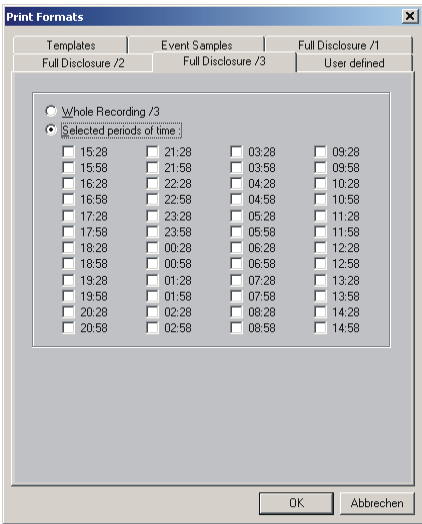 Print Formats
Templates Event Samples Full Disclosure /1
Full Disclosure /2 Full Disclosure /3 User defined
Whole Recording /3
Selected periods of time :
15:28 21:28 03:28 09:28
15:58 21:58 03:58 09:58
16:28 22:28 04:28 10:28
16:58 22:58 04:58 10:58
17:28 23:28 05:28 11:28
17:58 23:58 05:58 11:58
18:28 00:28 06:28 12:28
18:58 00:58 06:58 12:58
19:28 01:28 07:28 13:28
19:58 01:58 07:58 13:58
20:28 02:28 08:28 14:28
20:58 02:58 08:58 14:58
OK Abbrechen